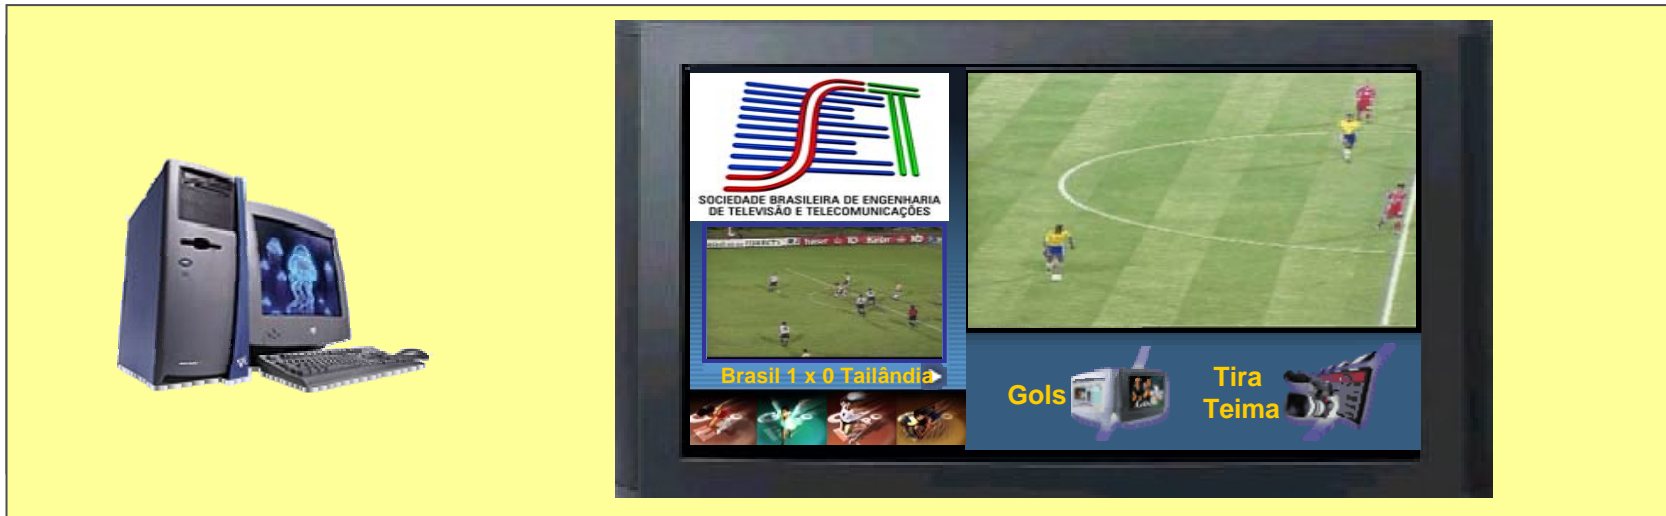 SET
SOCIEDADE BRASILEIRA DE ENGENHARIA
DE TELEVISÃO E TELECOMUNICAÇÕES
Brasil 1 x 0 Tailândia
Gols
Tira
Teima